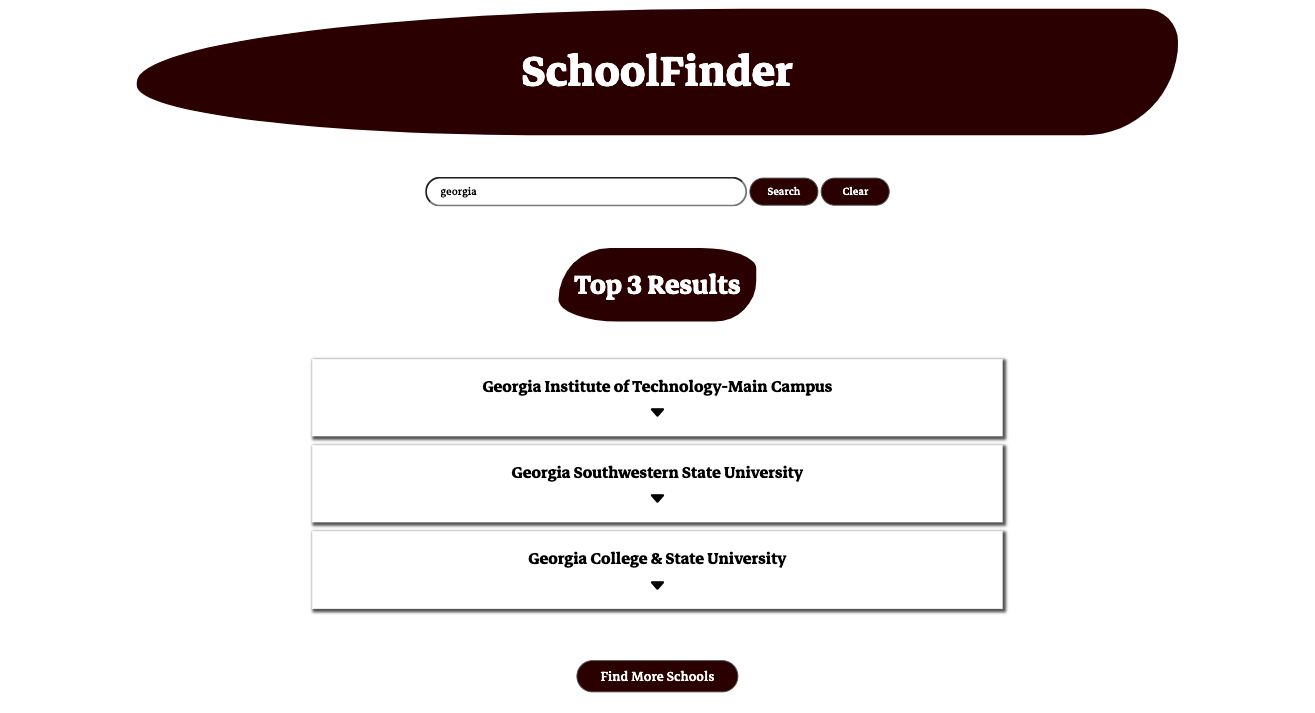 SchoolFinder
georgia
Search
Clear
Top 3 Results
Georgia Institute of Technology-Main Campus
Georgia Southwestern State University
Georgia College & State University
Find More Schools